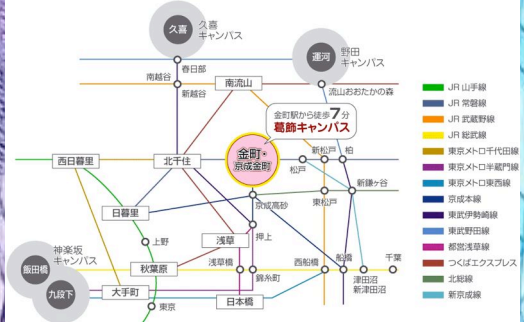 久喜
久喜
キャンパス
運河
野田
キャンパス
春日部
南越谷
新越谷
南流山
流山おおたかの森
金町駅から徒歩7分
葛飾キャンパス
西日暮里
北千住
金町・
京成金町
松戸
新松戸
柏
新鎌ヶ谷
東松戸
京成高砂
日暮里
上野
浅草
押上
神楽坂
キャンパス
飯田橋
九段下
秋葉原
浅草橋
錦糸町
西船橋
船橋
千葉
津田沼
新津田沼
大手町
日本橋
東京
JR 山手線
JR 常磐線
JR 武蔵野線
JR 総武線
東京メトロ千代田線
東京メトロ半蔵門線
東京メトロ東西線
京成本線
東武伊勢崎線
東武野田線
都営浅草線
つくばエクスプレス
北総線
新京成線